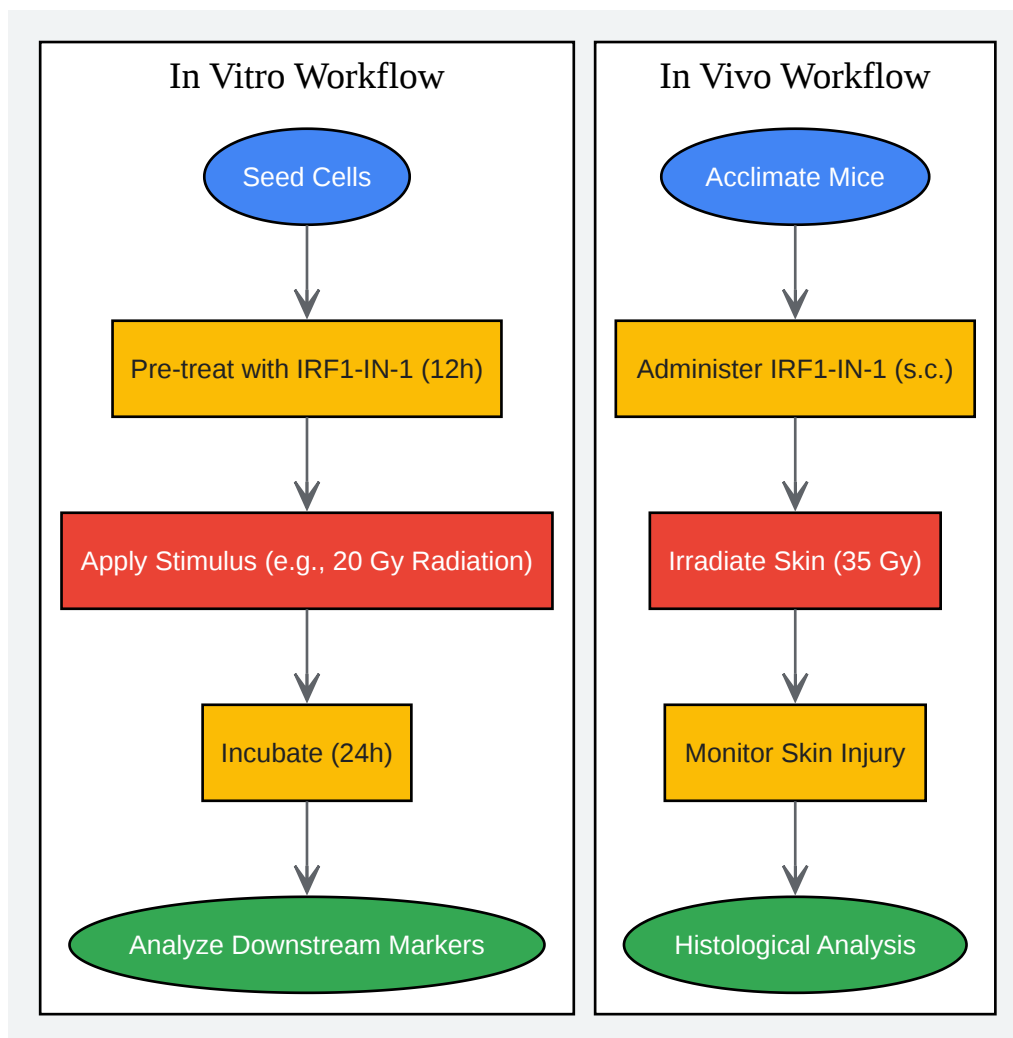 In Vitro Workflow
Seed Cells
Pre-treat with IRF1-IN-1 (12h)
Apply Stimulus (e.g., 20 Gy Radiation)
Incubate (24h)
Analyze Downstream Markers
In Vivo Workflow
Acclimate Mice
Administer IRF1-IN-1 (s.c.)
Irradiate Skin (35 Gy)
Monitor Skin Injury
Histological Analysis